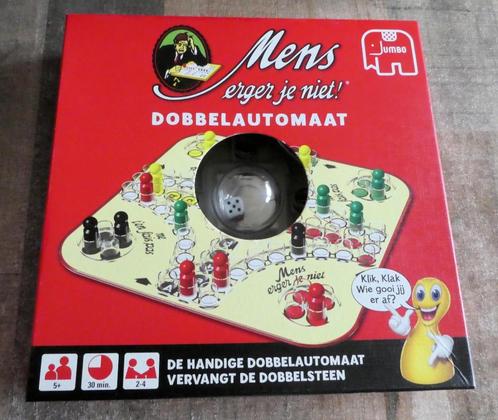 Mens
erger je niet!®
JUMBO
DOBBELAUTOMAAT
Mens
erger je niet
Klik, Klak
Wie gooi jij
er af?
5+
30 min.
2-4
DE HANDIGE DOBBELAUTOMAAT
VERVANGT DE DOBBELSTEEN